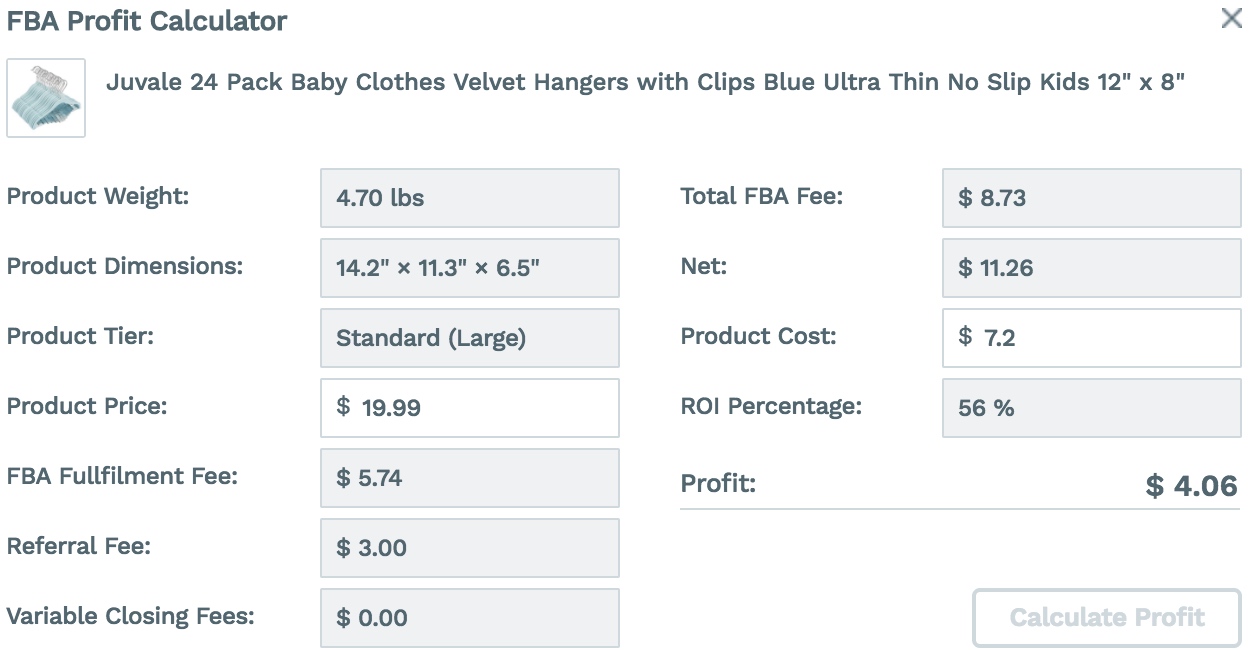 FBA Profit Calculator
Juvale 24 Pack Baby Clothes Velvet Hangers with Clips Blue Ultra Thin No Slip Kids 12" x 8"
Product Weight: 4.70 lbs
Product Dimensions: 14.2" × 11.3" × 6.5"
Product Tier: Standard (Large)
Product Price: $ 19.99
FBA Fullfilment Fee: $ 5.74
Referral Fee: $ 3.00
Variable Closing Fees: $ 0.00
Total FBA Fee: $ 8.73
Net: $ 11.26
Product Cost: $ 7.2
ROI Percentage: 56 %
Profit: $ 4.06
Calculate Profit